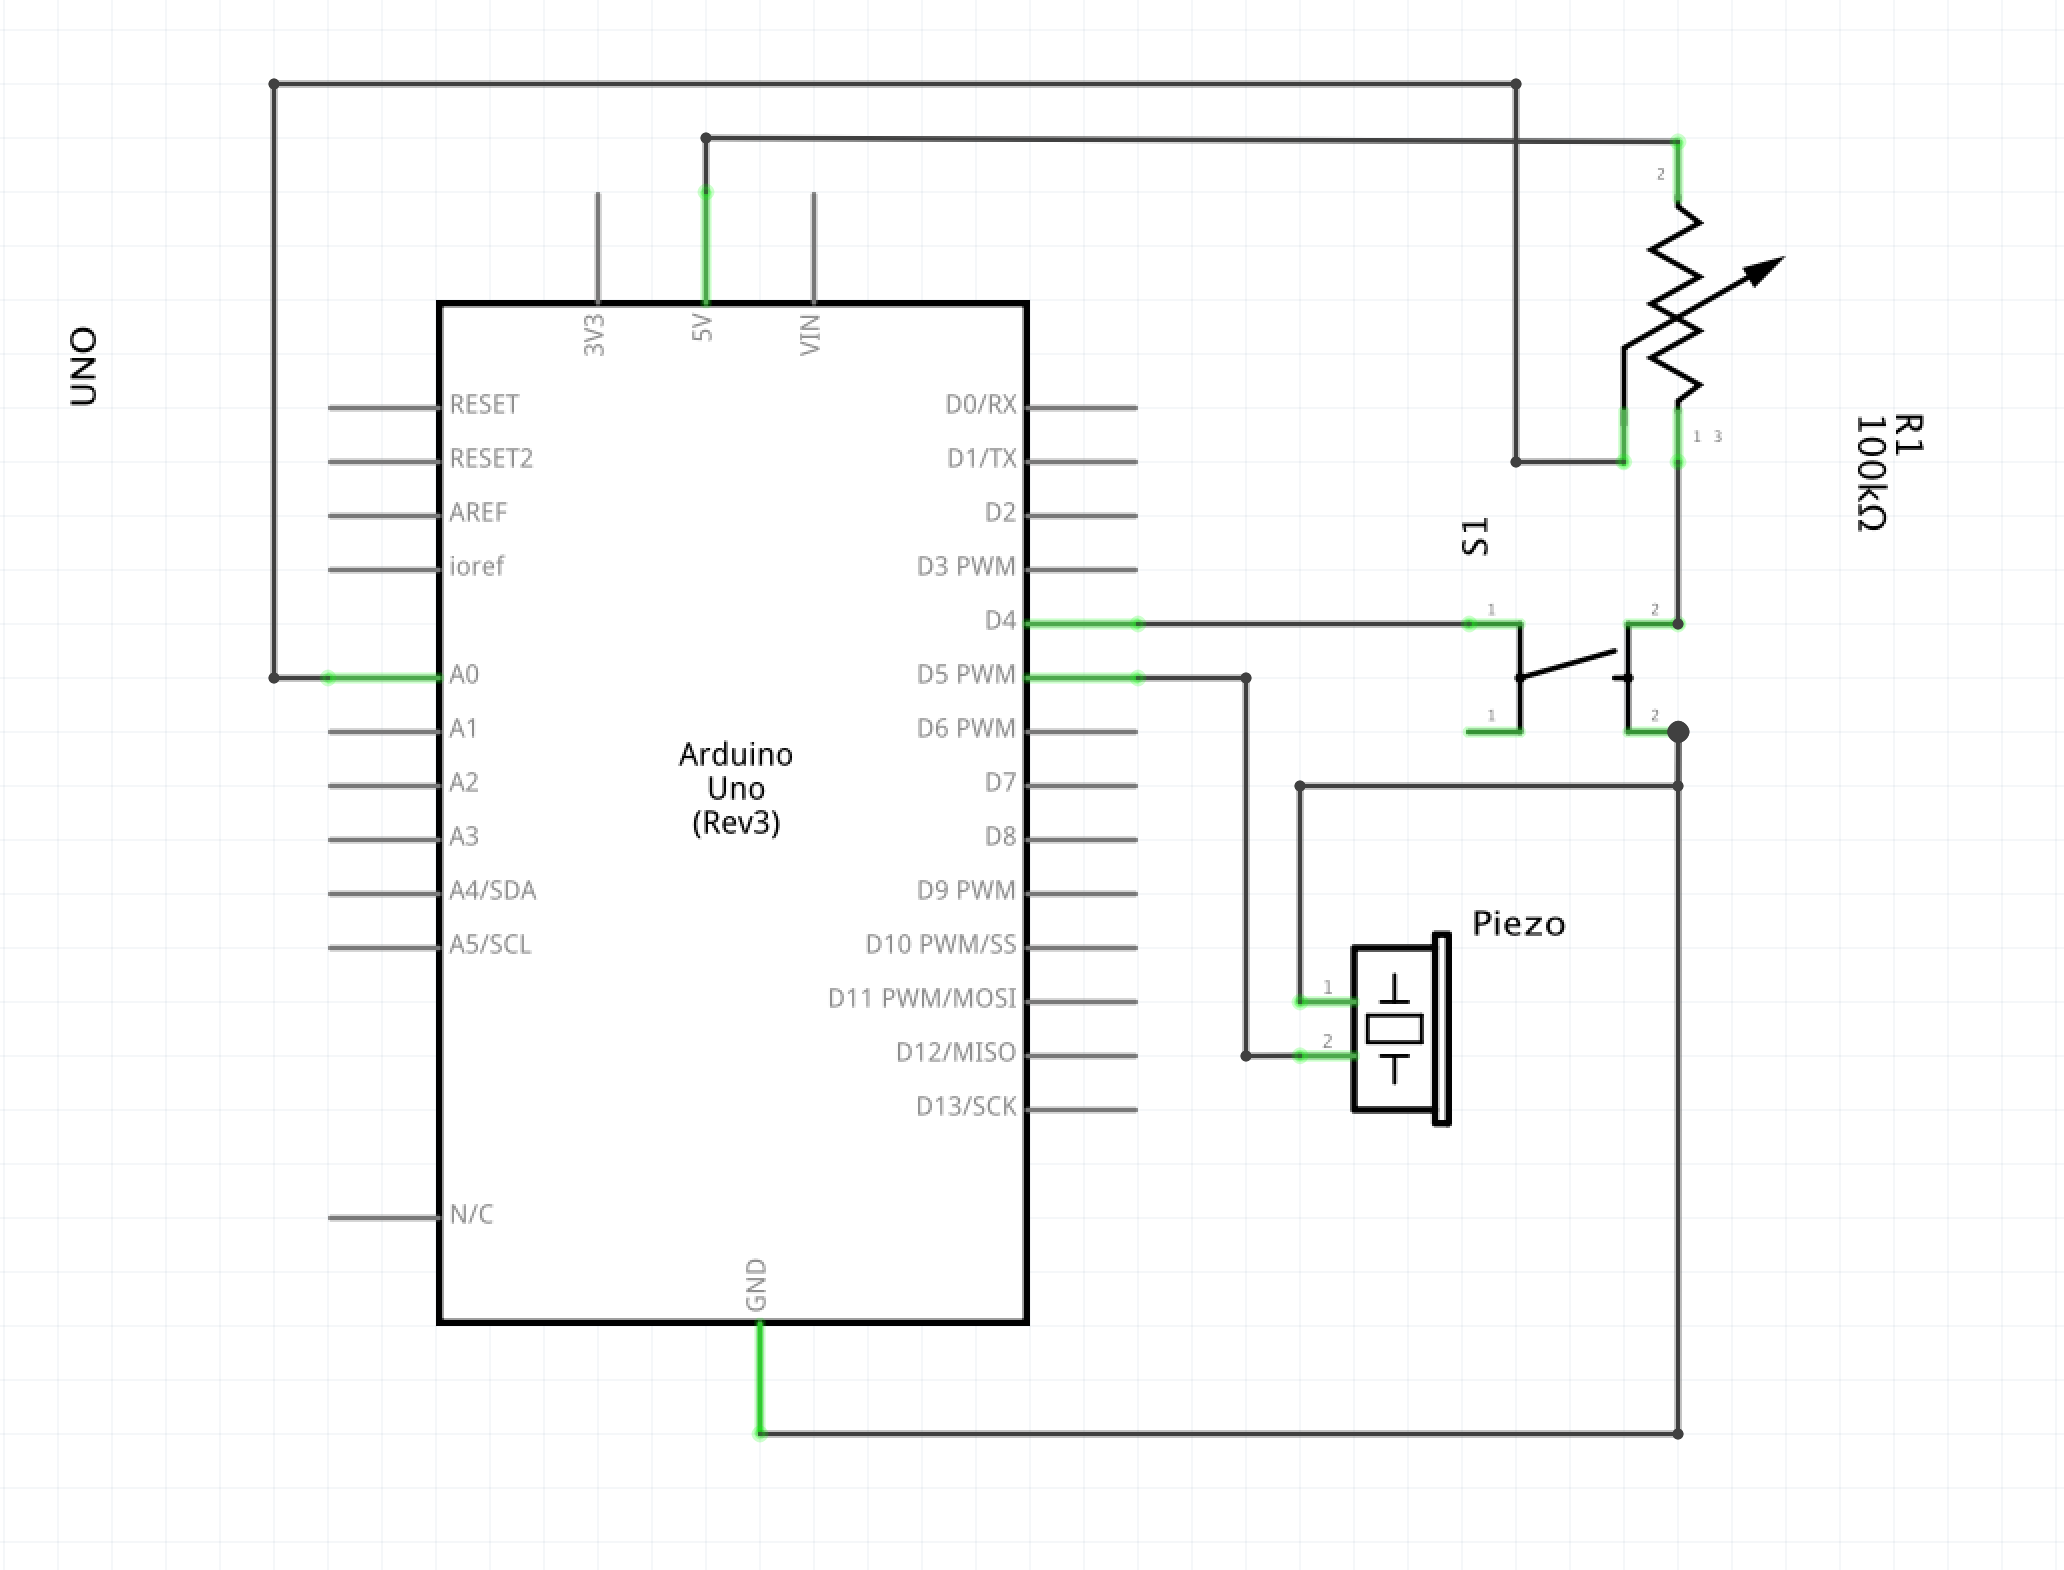 UNO
3V3
5V
VIN
RESET
RESET2
AREF
ioref
A0
A1
A2
A3
A4/SDA
A5/SCL
N/C
Arduino
Uno
(Rev3)
D0/RX
D1/TX
D2
D3 PWM
D4
D5 PWM
D6 PWM
D7
D8
D9 PWM
D10 PWM/SS
D11 PWM/MOSI
D12/MISO
D13/SCK
GND
2
1 3
R1
100kΩ
S1
1
2
1
2
Piezo
1
2